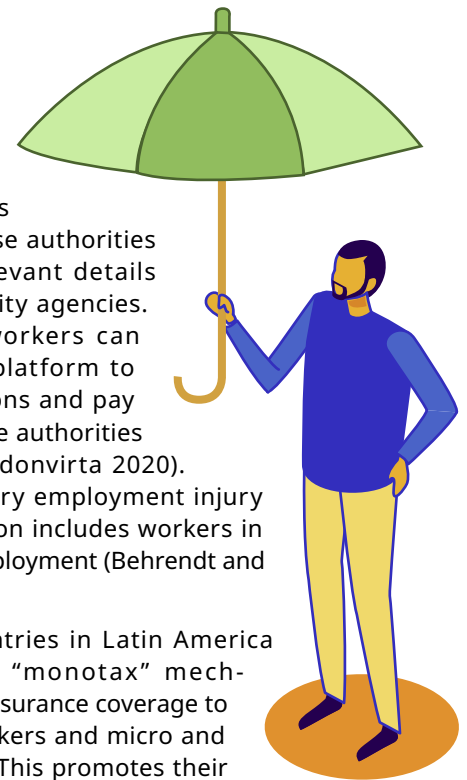 s
se authorities
evant details
ity agencies.
workers can
platform to
ons and pay
e authorities
donvirta 2020).
ry employment injury
on includes workers in
ployment (Behrendt and
ntries in Latin America
“monotax” mech-
surance coverage to
kers and micro and
This promotes their